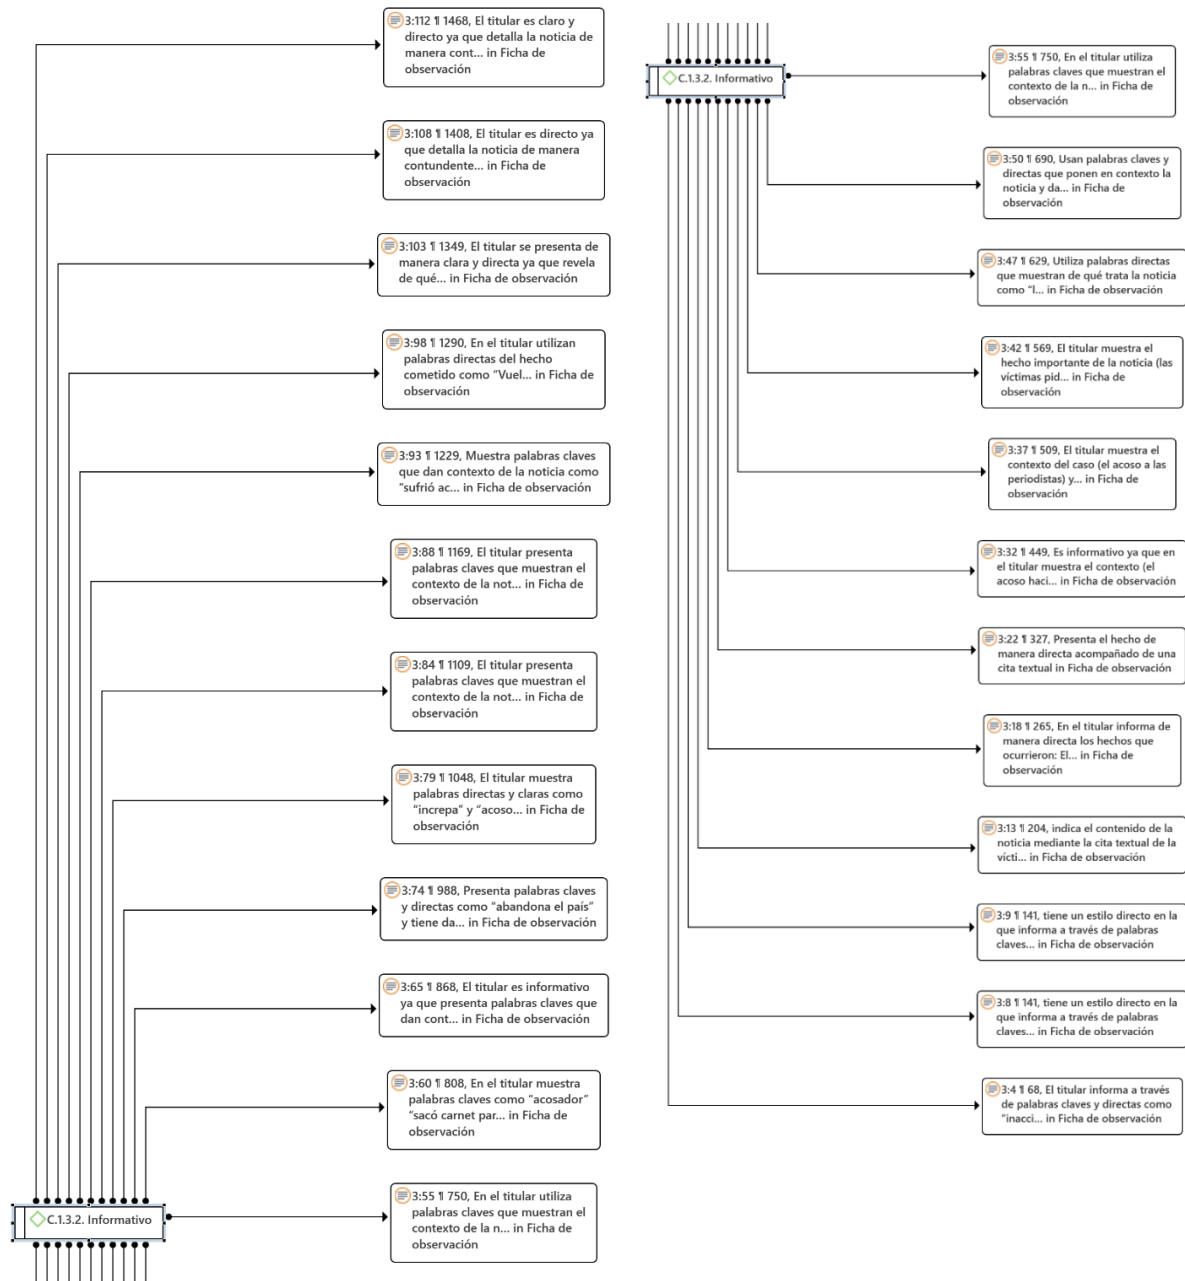 3:112 ¶ 1468, El titular es claro y
directo ya que detalla la noticia de
manera cont... in Ficha de
observación
3:108 ¶ 1408, El titular es directo ya
que detalla la noticia de manera
contundente... in Ficha de
observación
3:103 ¶ 1349, El titular se presenta de
manera clara y directa ya que revela
de qué... in Ficha de observación
3:98 ¶ 1290, En el titular utilizan
palabras directas del hecho
cometido como “Vuel... in Ficha de
observación
3:93 ¶ 1229, Muestra palabras claves
que dan contexto de la noticia como
“sufrió ac... in Ficha de observación
3:88 ¶ 1169, El titular presenta
palabras claves que muestran el
contexto de la not... in Ficha de
observación
3:84 ¶ 1109, El titular presenta
palabras claves que muestran el
contexto de la not... in Ficha de
observación
3:79 ¶ 1048, El titular muestra
palabras directas y claras como
“increpa” y “acoso... in Ficha de
observación
3:74 ¶ 988, Presenta palabras claves
y directas como “abandona el país”
y tiene da... in Ficha de observación
3:65 ¶ 868, El titular es informativo
ya que presenta palabras claves que
dan cont... in Ficha de observación
3:60 ¶ 808, En el titular muestra
palabras claves como “acosador”
“sacó carnet par... in Ficha de
observación
C.1.3.2. Informativo
3:55 ¶ 750, En el titular utiliza
palabras claves que muestran el
contexto de la n... in Ficha de
observación
C.1.3.2. Informativo
3:55 ¶ 750, En el titular utiliza
palabras claves que muestran el
contexto de la n... in Ficha de
observación
3:50 ¶ 690, Usan palabras claves y
directas que ponen en contexto la
noticia y da... in Ficha de
observación
3:47 ¶ 629, Utiliza palabras directas
que muestran de qué trata la noticia
como “l... in Ficha de observación
3:42 ¶ 569, El titular muestra el
hecho importante de la noticia (las
víctimas pid... in Ficha de
observación
3:37 ¶ 509, El titular muestra el
contexto del caso (el acoso a las
periodistas) y... in Ficha de
observación
3:32 ¶ 449, Es informativo ya que en
el titular muestra el contexto (el
acoso haci... in Ficha de observación
3:22 ¶ 327, Presenta el hecho de
manera directa acompañado de una
cita textual in Ficha de observación
3:18 ¶ 265, En el titular informa de
manera directa los hechos que
ocurrieron: El... in Ficha de
observación
3:13 ¶ 204, indica el contenido de la
noticia mediante la cita textual de la
vícti... in Ficha de observación
3:9 ¶ 141, tiene un estilo directo en la
que informa a través de palabras
claves... in Ficha de observación
3:8 ¶ 141, tiene un estilo directo en la
que informa a través de palabras
claves... in Ficha de observación
3:4 ¶ 68, El titular informa a través
de palabras claves y directas como
“inacci... in Ficha de observación